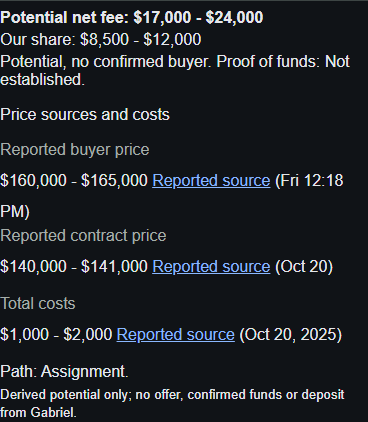 Potential net fee: $17,000 - $24,000
Our share: $8,500 - $12,000
Potential, no confirmed buyer. Proof of funds: Not
established.
Price sources and costs
Reported buyer price
$160,000 - $165,000 Reported source (Fri 12:18
PM)
Reported contract price
$140,000 - $141,000 Reported source (Oct 20)
Total costs
$1,000 - $2,000 Reported source (Oct 20, 2025)
Path: Assignment.
Derived potential only; no offer, confirmed funds or deposit
from Gabriel.